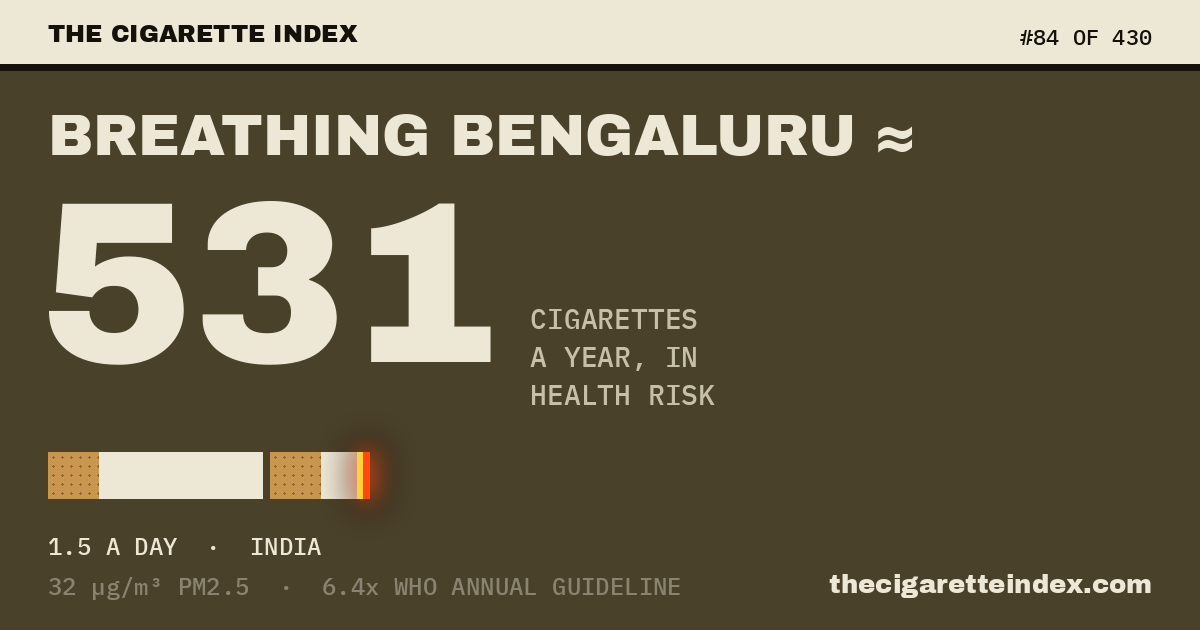 THE CIGARETTE INDEX
#84 OF 430
BREATHING BENGALURU ≈
531
CIGARETTES
A YEAR, IN
HEALTH RISK
1.5 A DAY · INDIA
32 µg/m³ PM2.5 · 6.4x WHO ANNUAL GUIDELINE
thecigaretteindex.com